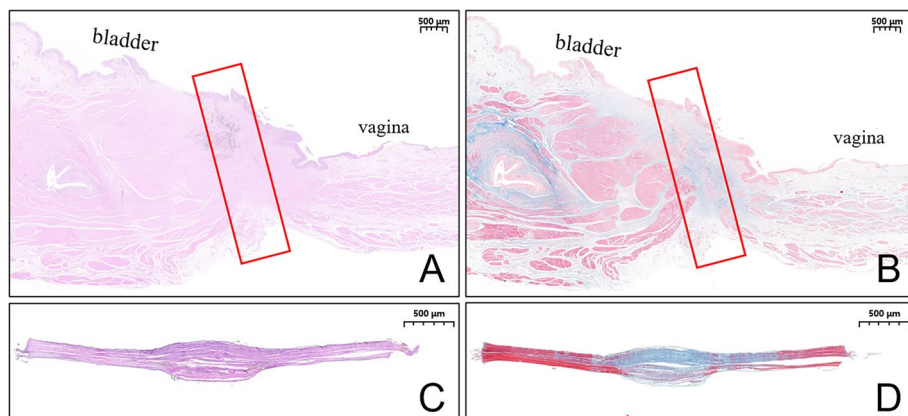 500 µm
bladder
vagina
A
500 µm
bladder
vagina
B
500 µm
C
500 µm
D